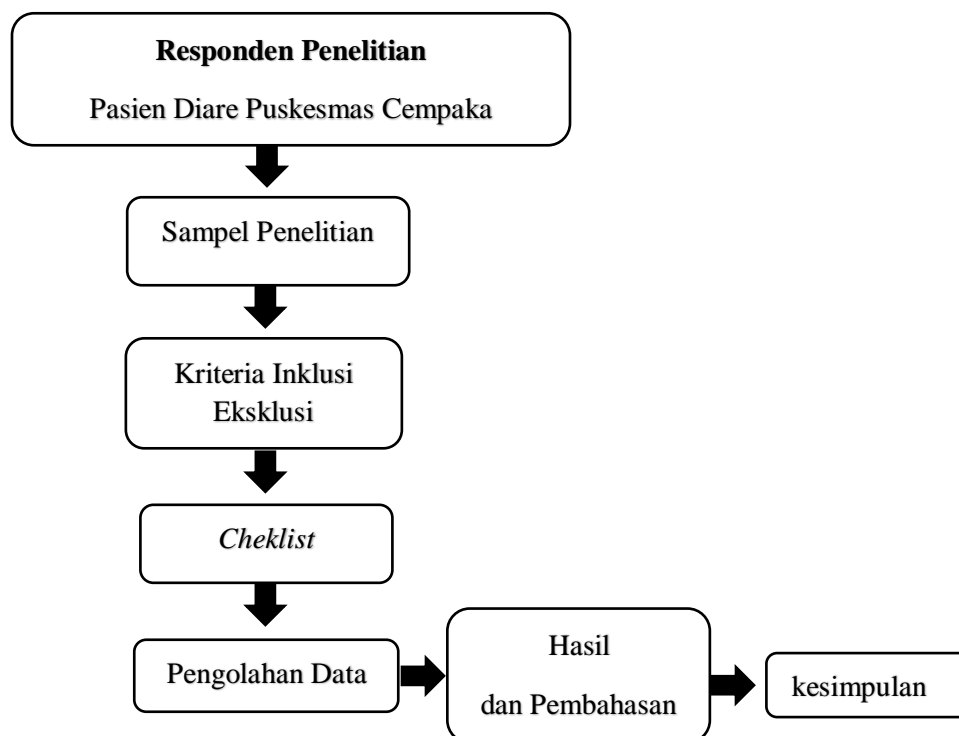 Responden Penelitian
Pasien Diare Puskesmas Cempaka
Sampel Penelitian
Kriteria Inklusi
Eksklusi
Cheklist
Pengolahan Data
Hasil
dan Pembahasan
kesimpulan